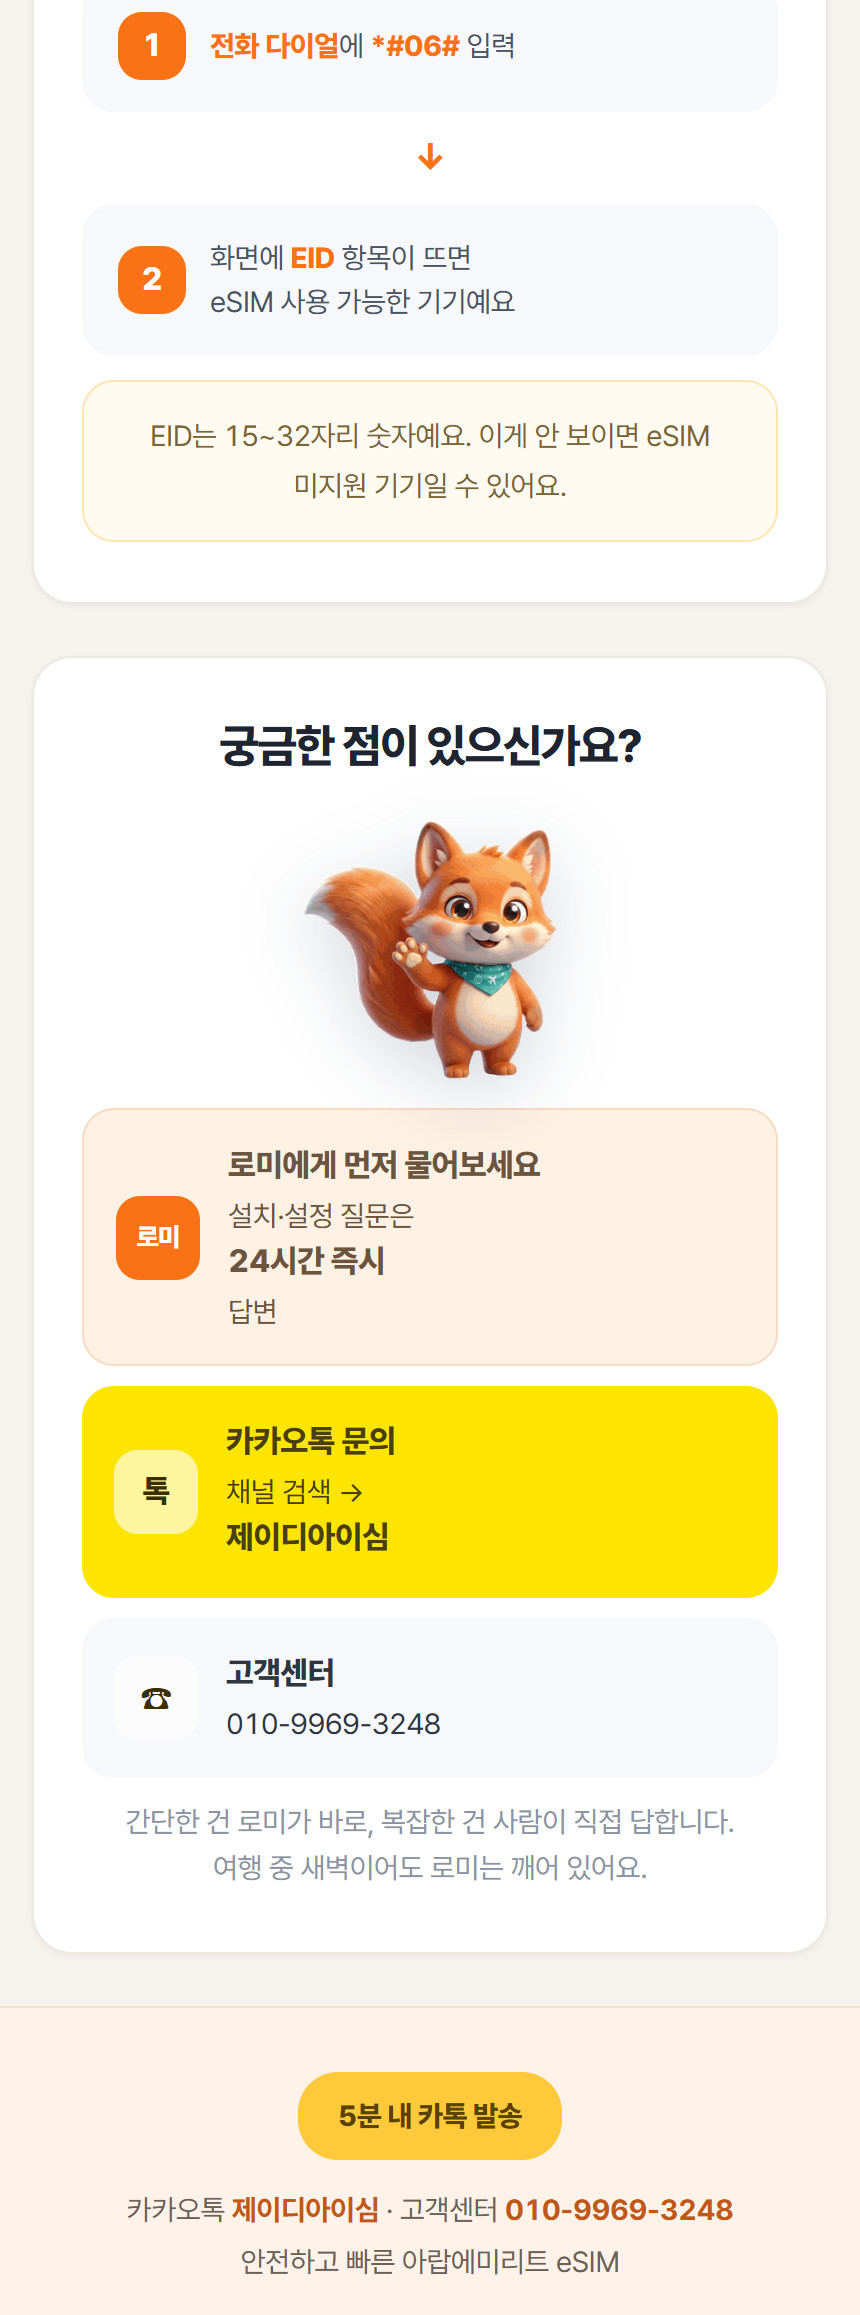 1
전화 다이얼에 *#06# 입력
↓
2
화면에 EID 항목이 뜨면
eSIM 사용 가능한 기기예요
EID는 15~32자리 숫자예요. 이게 안 보이면 eSIM
미지원 기기일 수 있어요.
궁금한 점이 있으신가요?
로미
로미에게 먼저 물어보세요
설치·설정 질문은
24시간 즉시
답변
톡
카카오톡 문의
채널 검색 →
제이디아이심
☎
고객센터
010-9969-3248
간단한 건 로미가 바로, 복잡한 건 사람이 직접 답합니다.
여행 중 새벽이어도 로미는 깨어 있어요.
5분 내 카톡 발송
카카오톡 제이디아이심 · 고객센터 010-9969-3248
안전하고 빠른 아랍에미리트 eSIM